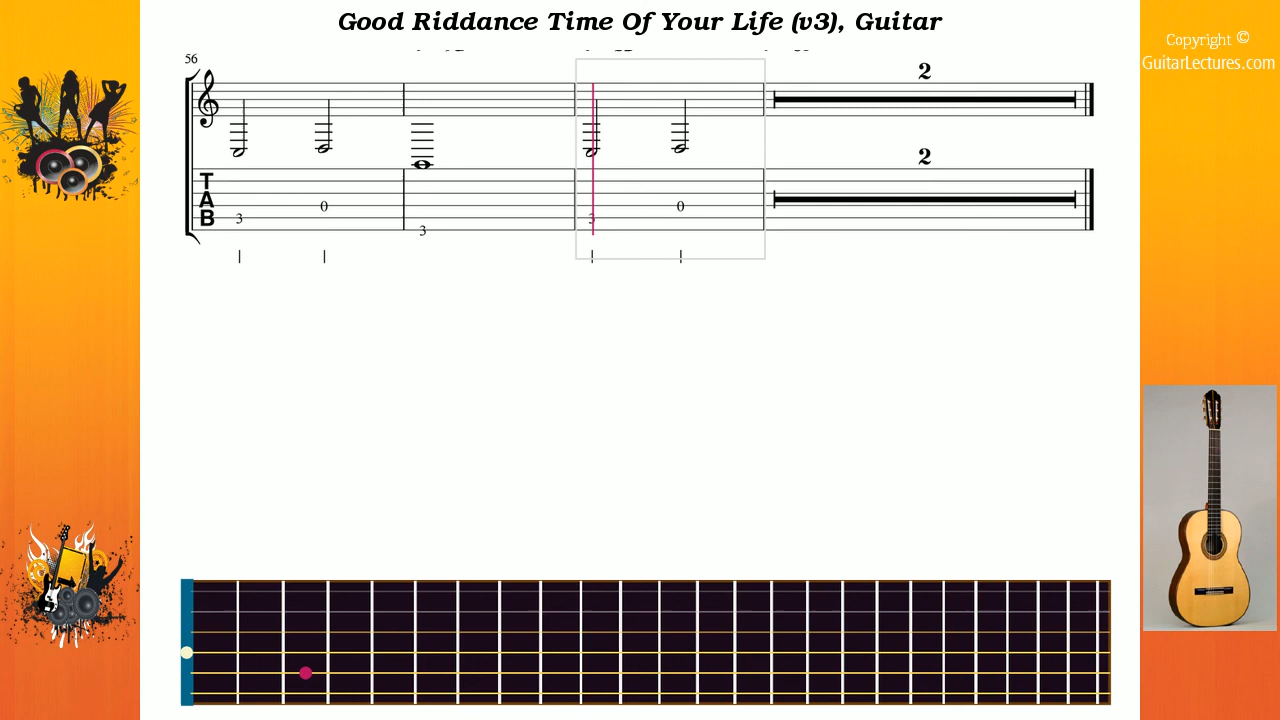 Good Riddance Time Of Your Life (v3), Guitar
Copyright ©
GuitarLectures.com
56
2
2
T
A
B
3 0 3 3 0